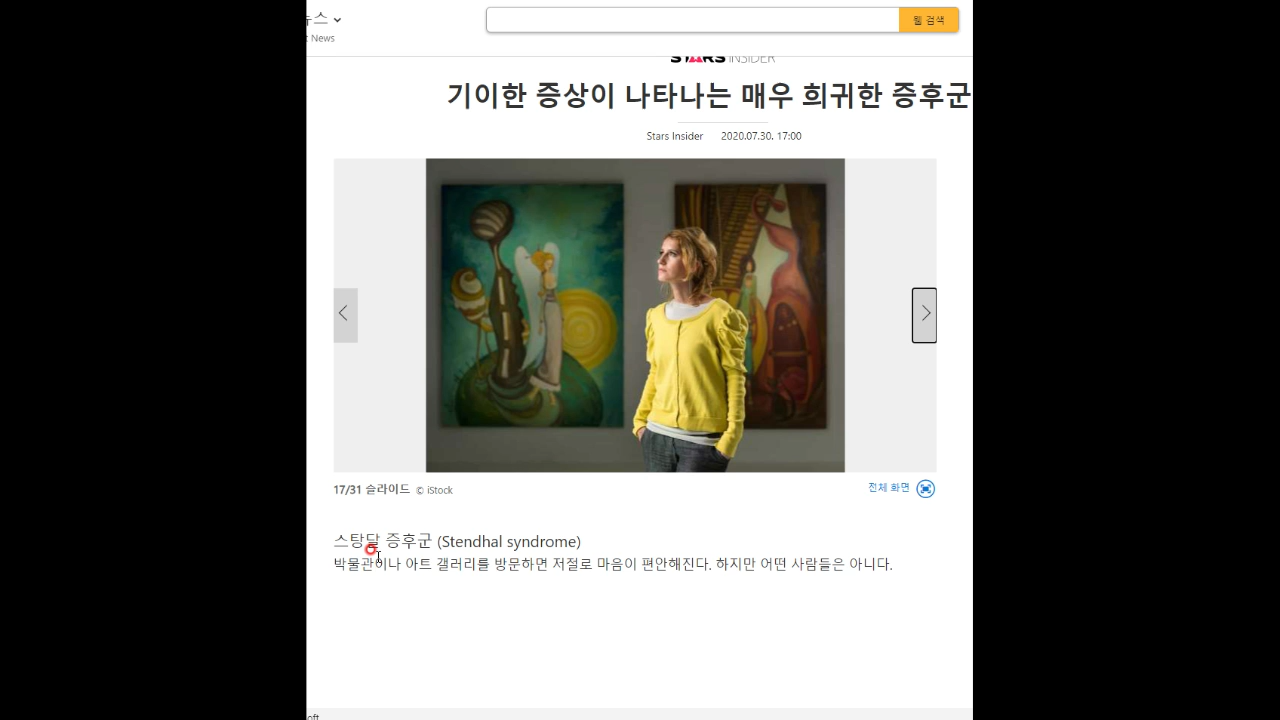 뉴스
News
웹 검색
STARS INSIDER
기이한 증상이 나타나는 매우 희귀한 증후군
Stars Insider 2020.07.30. 17:00
17/31 슬라이드 © iStock
전체 화면
스탕달 증후군 (Stendhal syndrome)
박물관이나 아트 갤러리를 방문하면 저절로 마음이 편안해진다. 하지만 어떤 사람들은 아니다.
oft